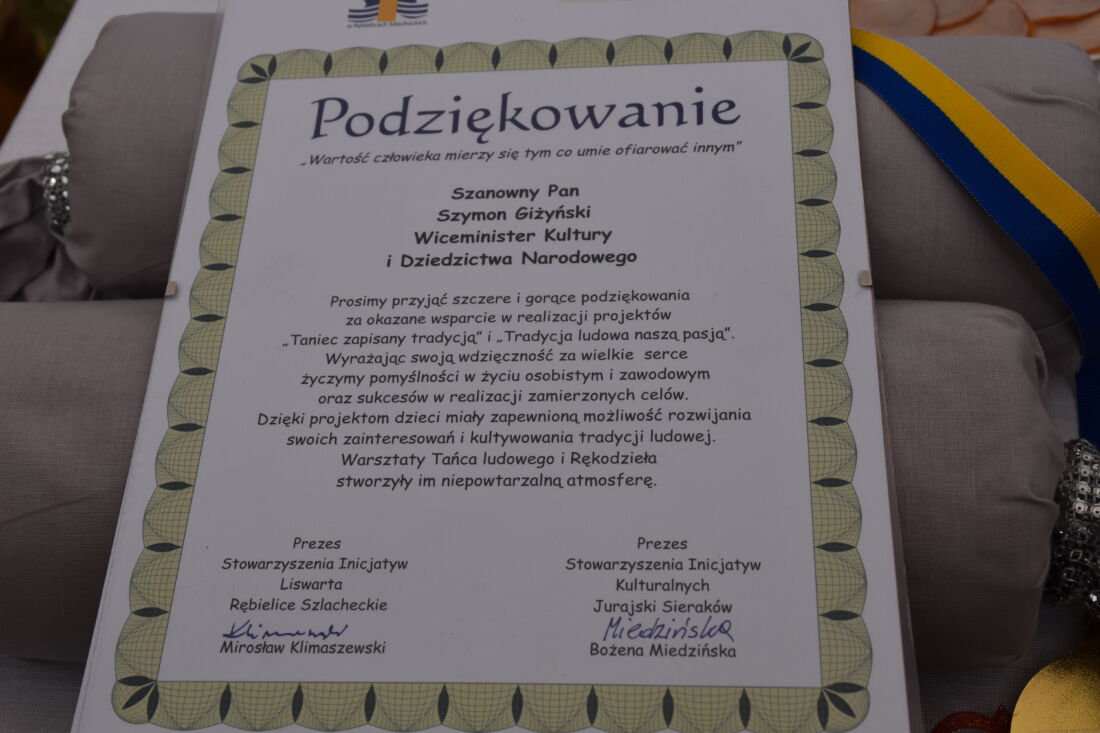 w Rębielicach Szlacheckich
Podziękowanie
„Wartość człowieka mierzy się tym co umie ofiarować innym”
Szanowny Pan
Szymon Giżyński
Wiceminister Kultury
i Dziedzictwa Narodowego
Prosimy przyjąć szczere i gorące podziękowania
za okazane wsparcie w realizacji projektów
„Taniec zapisany tradycją” i „Tradycja ludowa naszą pasją”.
Wyrażając swoją wdzięczność za wielkie serce
życzymy pomyślności w życiu osobistym i zawodowym
oraz sukcesów w realizacji zamierzonych celów.
Dzięki projektom dzieci miały zapewnioną możliwość rozwijania
swoich zainteresowań i kultywowania tradycji ludowej.
Warsztaty Tańca ludowego i Rękodzieła
stworzyły im niepowtarzalną atmosferę.
Prezes
Stowarzyszenia Inicjatyw
Liswarta
Rębielice Szlacheckie
Klimaszewski
Mirosław Klimaszewski
Prezes
Stowarzyszenia Inicjatyw
Kulturalnych
Jurajski Sieraków
Miedzińska
Bożena Miedzińska